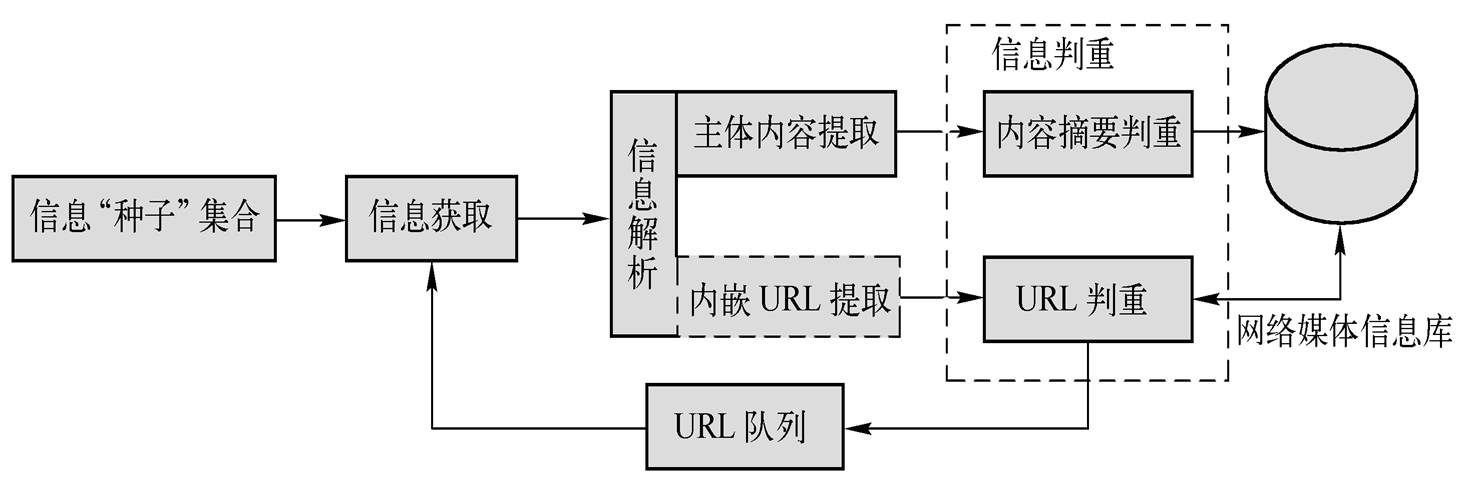 信息判重
主体内容提取
内容摘要判重
信息“种子”集合
信息获取
信息解析
内嵌 URL 提取
URL 判重
网络媒体信息库
URL 队列